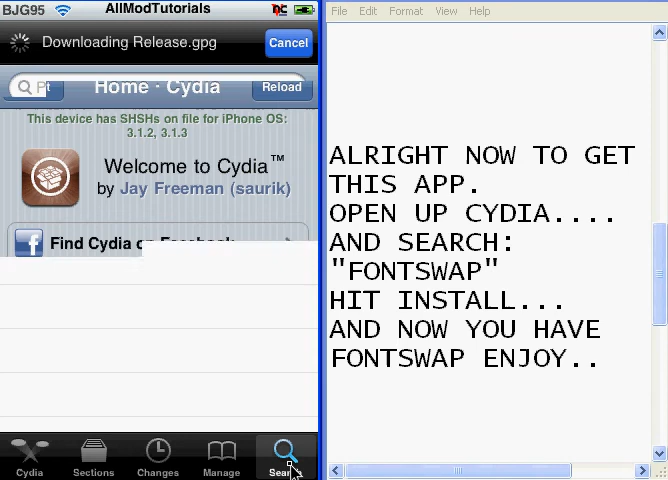 BJG95 AllModTutorials
Downloading Release.gpg
Cancel
Home · Cydia
Reload
This device has SHSHs on file for iPhone OS:
3.1.2, 3.1.3
Welcome to Cydia™
by Jay Freeman (saurik)
Find Cydia on Facebook
Cydia Sections Changes Manage Search
File Edit Format View Help
ALRIGHT NOW TO GET
THIS APP.
OPEN UP CYDIA....
AND SEARCH:
"FONTSWAP"
HIT INSTALL...
AND NOW YOU HAVE
FONTSWAP ENJOY..